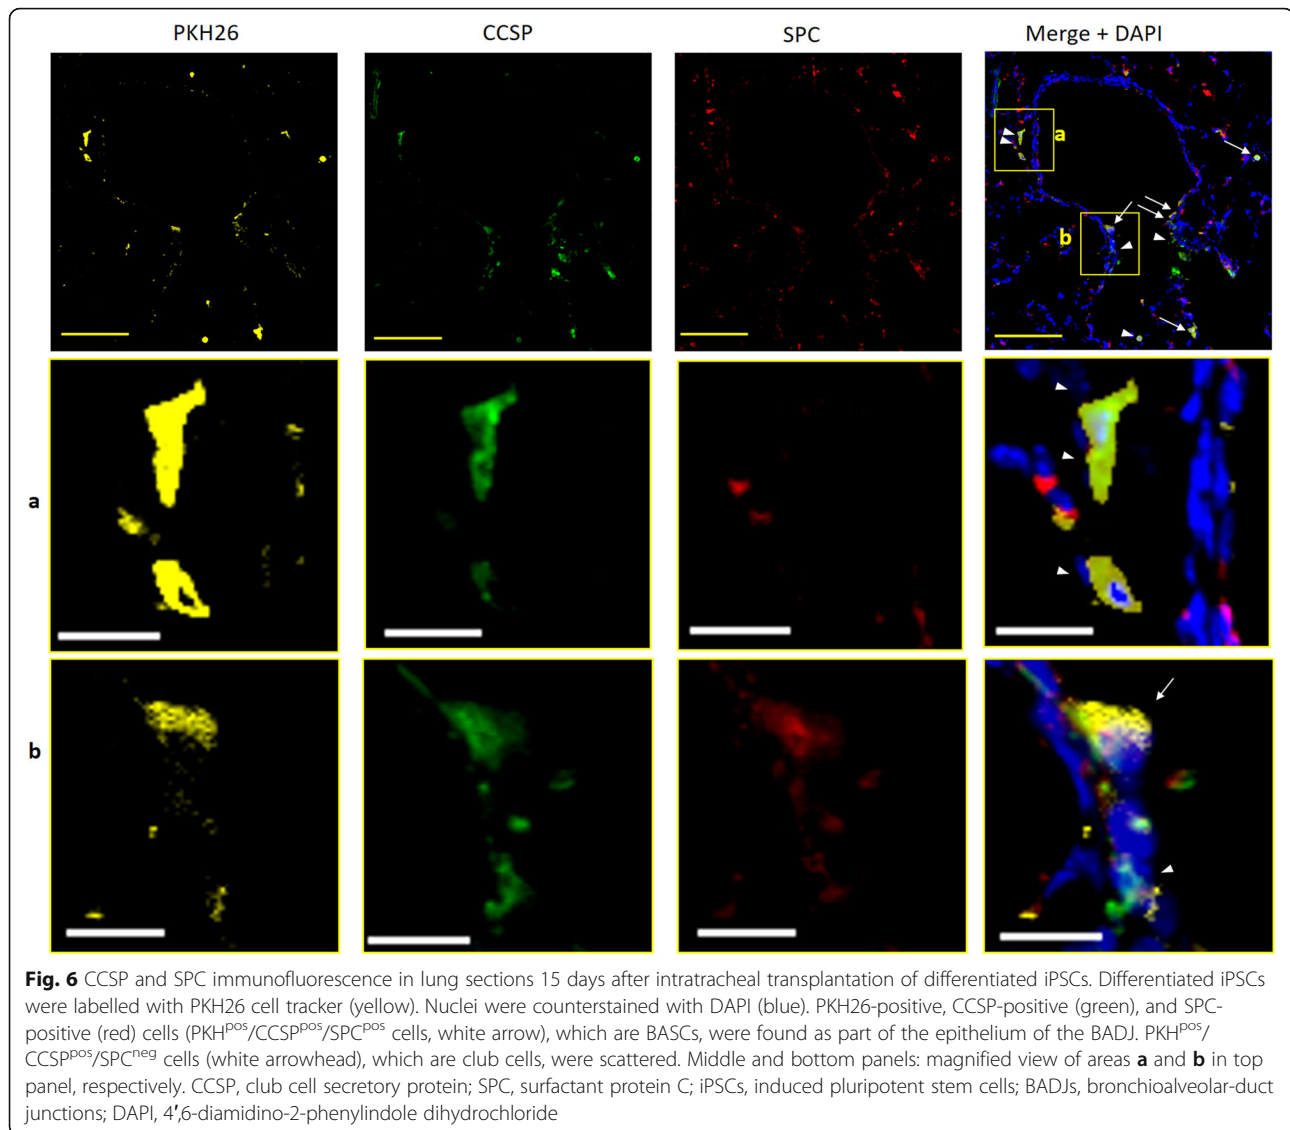 PKH26 CCSP SPC Merge + DAPI
a
b
a
b
Fig. 6 CCSP and SPC immunofluorescence in lung sections 15 days after intratracheal transplantation of differentiated iPSCs. Differentiated iPSCs
were labelled with PKH26 cell tracker (yellow). Nuclei were counterstained with DAPI (blue). PKH26-positive, CCSP-positive (green), and SPC-
positive (red) cells (PKHpos/CCSPpos/SPCpos cells, white arrow), which are BASCs, were found as part of the epithelium of the BADJ. PKHpos/
CCSPpos/SPCneg cells (white arrowhead), which are club cells, were scattered. Middle and bottom panels: magnified view of areas a and b in top
panel, respectively. CCSP, club cell secretory protein; SPC, surfactant protein C; iPSCs, induced pluripotent stem cells; BADJs, bronchioalveolar-duct
junctions; DAPI, 4′,6-diamidino-2-phenylindole dihydrochloride